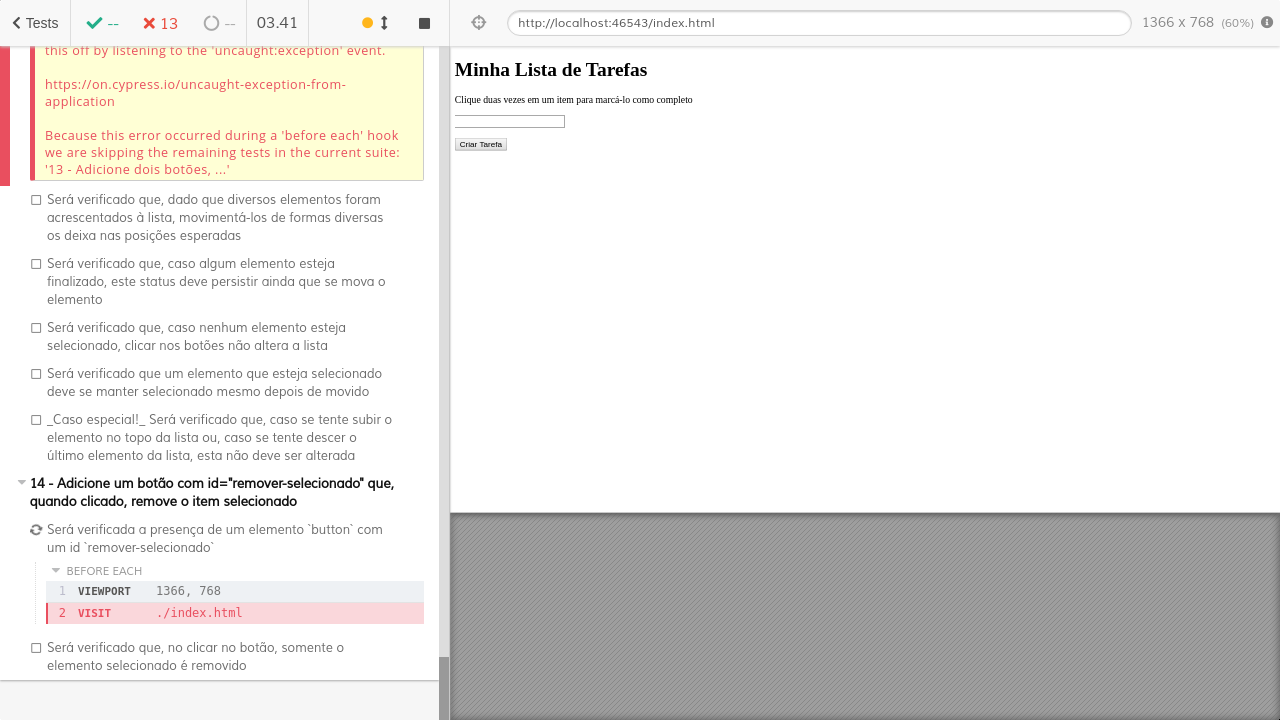 Tests
--
13
--
03.41
http://localhost:46543/index.html
1366 x 768 (60%)
this off by listening to the 'uncaught:exception' event.
https://on.cypress.io/uncaught-exception-from-
application
Because this error occurred during a 'before each' hook
we are skipping the remaining tests in the current suite:
'13 - Adicione dois botões, ...'
Será verificado que, dado que diversos elementos foram
acrescentados à lista, movimentá-los de formas diversas
os deixa nas posições esperadas
Será verificado que, caso algum elemento esteja
finalizado, este status deve persistir ainda que se mova o
elemento
Será verificado que, caso nenhum elemento esteja
selecionado, clicar nos botões não altera a lista
Será verificado que um elemento que esteja selecionado
deve se manter selecionado mesmo depois de movido
_Caso especial!_ Será verificado que, caso se tente subir o
elemento no topo da lista ou, caso se tente descer o
último elemento da lista, esta não deve ser alterada
14 - Adicione um botão com id="remover-selecionado" que,
quando clicado, remove o item selecionado
Será verificada a presença de um elemento `button` com
um id `remover-selecionado`
BEFORE EACH
1 VIEWPORT 1366, 768
2 VISIT ./index.html
Será verificado que, no clicar no botão, somente o
elemento selecionado é removido
Minha Lista de Tarefas
Clique duas vezes em um item para marcá-lo como completo
Criar Tarefa